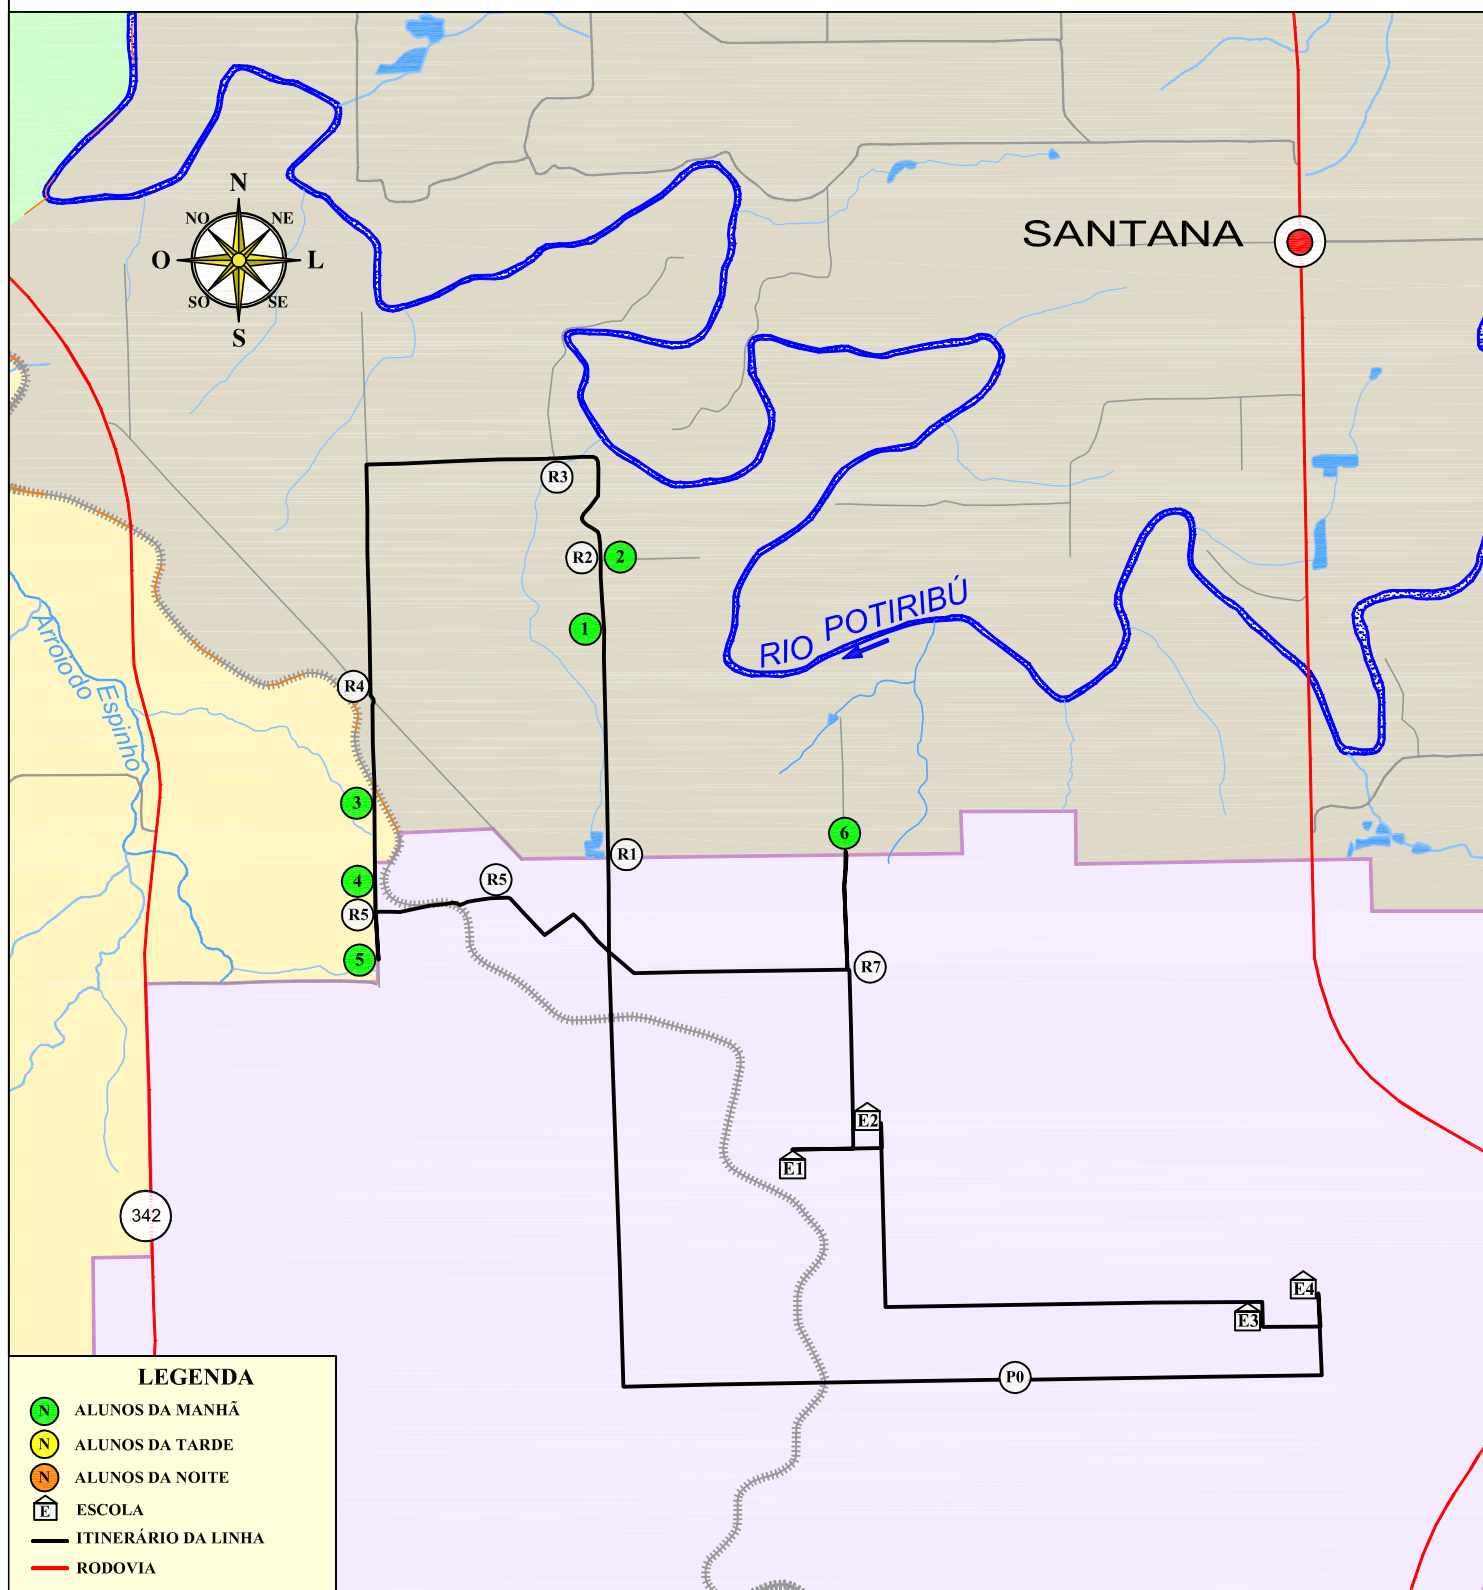 N
NO
NE
O
L
SO
SE
S
SANTANA
R3
R2
2
1
RIO POTIRIBÚ
Arroiodo
Espinho
R4
3
6
R1
4
R5
R5
5
R7
E2
E1
342
E4
E3
P0
LEGENDA
N ALUNOS DA MANHÃ
N ALUNOS DA TARDE
N ALUNOS DA NOITE
E ESCOLA
ITINERÁRIO DA LINHA
RODOVIA